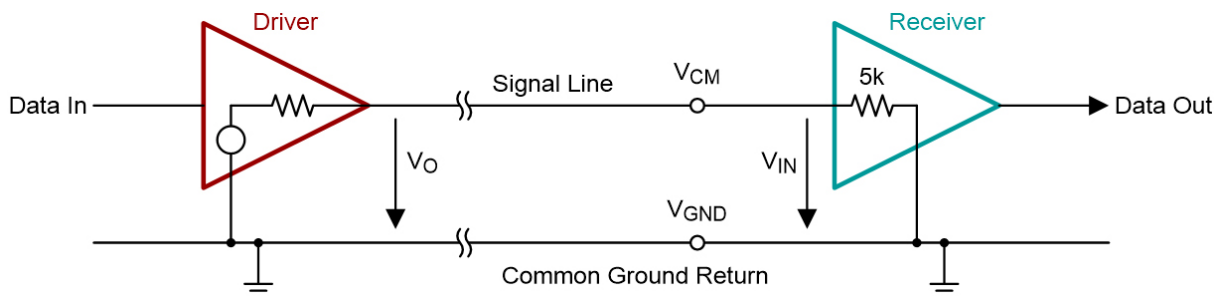 Driver
Receiver
Data In
Signal Line
VCM
5k
Data Out
VO
VIN
VGND
Common Ground Return